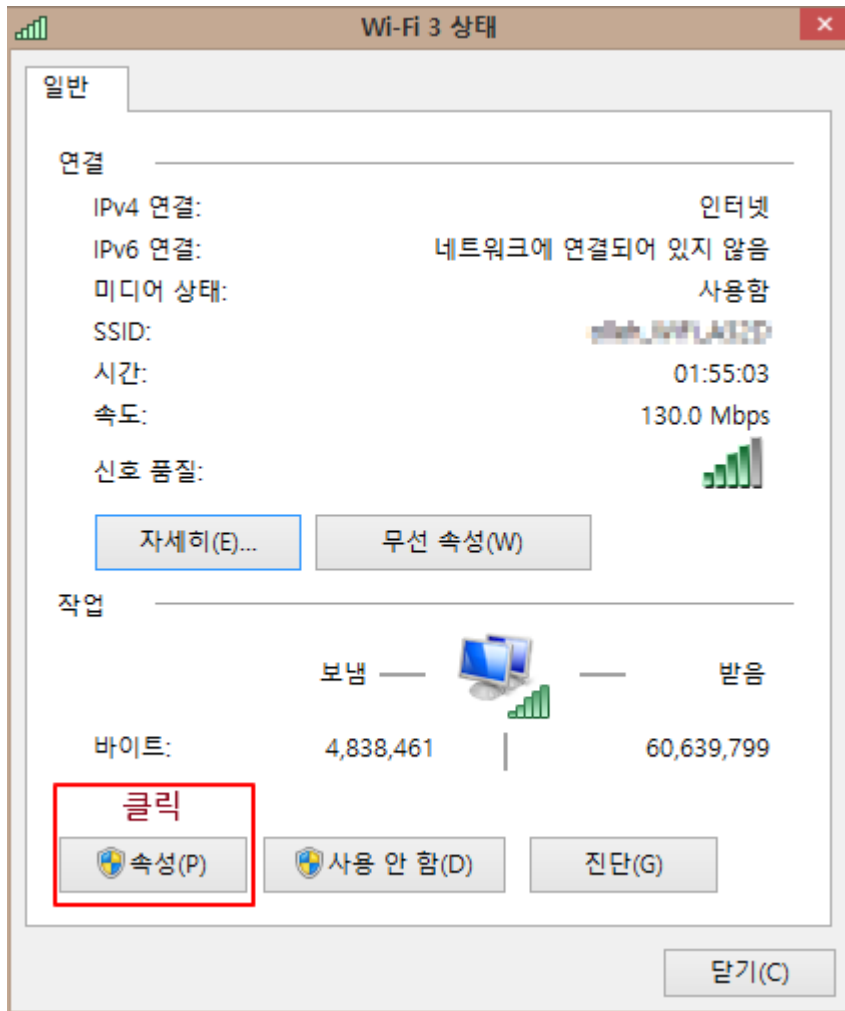 Wi-Fi 3 상태
일반
연결
IPv4 연결: 인터넷
IPv6 연결: 네트워크에 연결되어 있지 않음
미디어 상태: 사용함
SSID:
시간: 01:55:03
속도: 130.0 Mbps
신호 품질:
자세히(E)... 무선 속성(W)
작업
보냄 받음
바이트: 4,838,461 60,639,799
클릭
속성(P) 사용 안 함(D) 진단(G)
닫기(C)